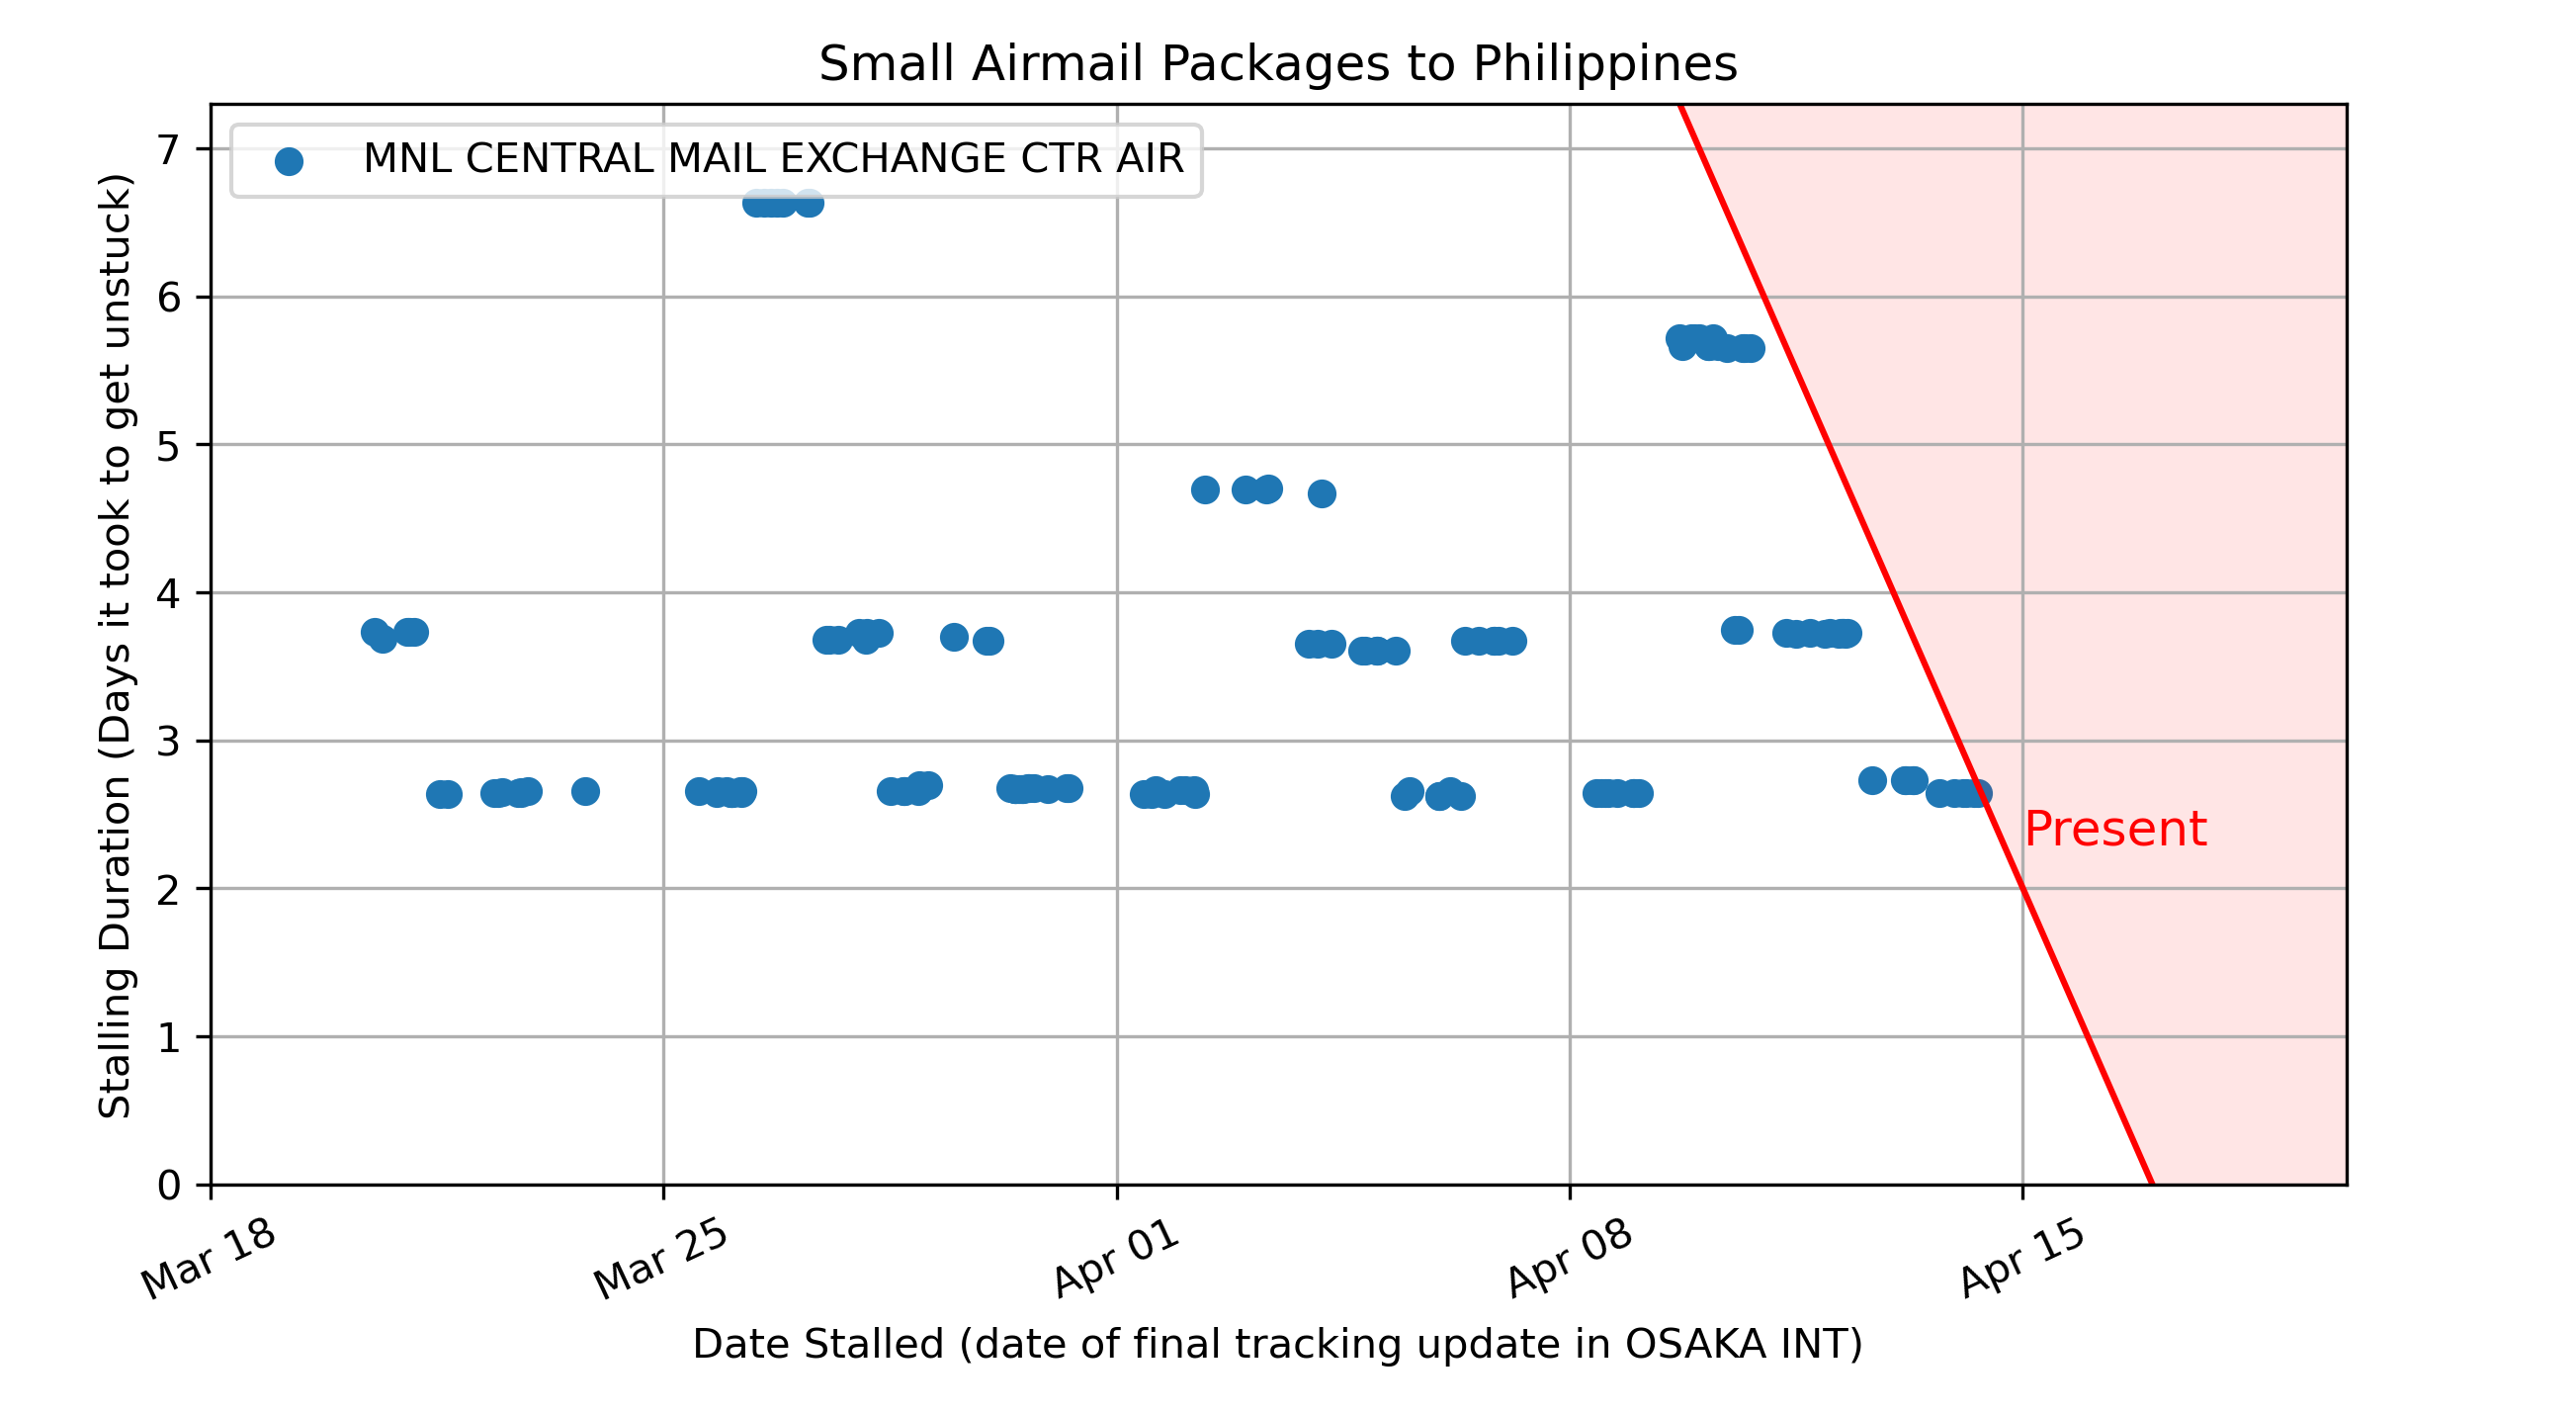 Small Airmail Packages to Philippines
MNL CENTRAL MAIL EXCHANGE CTR AIR
Stalling Duration (Days it took to get unstuck)
7
6
5
4
3
2
1
0
Present
Mar 18
Mar 25
Apr 01
Apr 08
Apr 15
Date Stalled (date of final tracking update in OSAKA INT)